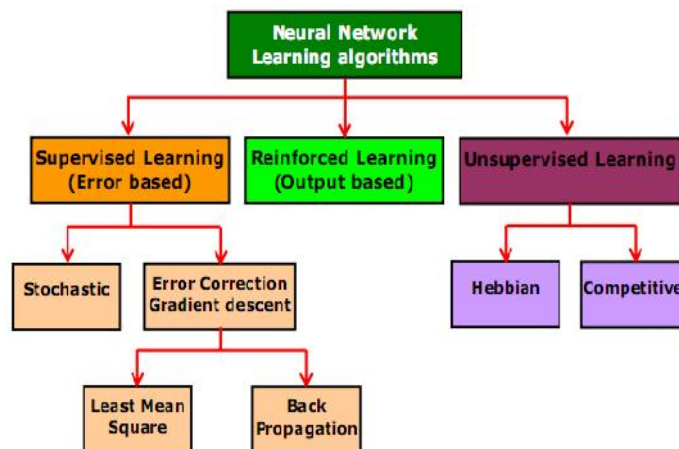 Neural Network
Learning algorithms
Supervised Learning
(Error based)
Reinforced Learning
(Output based)
Unsupervised Learning
Stochastic
Error Correction
Gradient descent
Hebbian
Competitive
Least Mean
Square
Back
Propagation